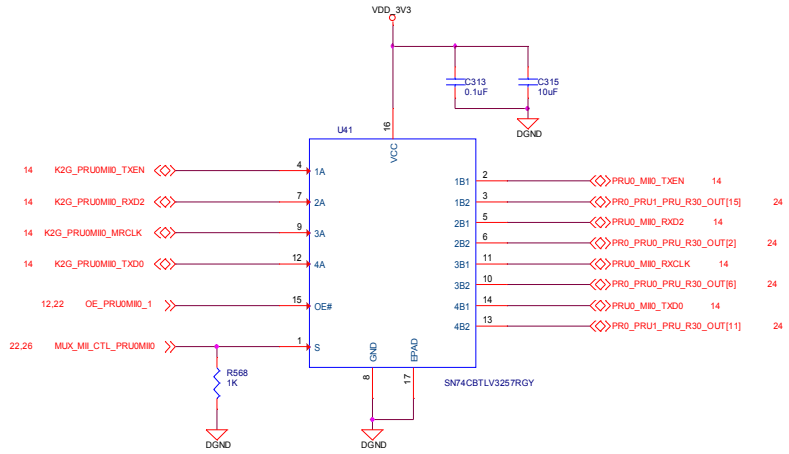 VDD_3V3
C313
0.1uF
C315
10uF
DGND
U41
16
VCC
14 K2G_PRU0MII0_TXEN 4 1A
14 K2G_PRU0MII0_RXD2 7 2A
14 K2G_PRU0MII0_MRCLK 9 3A
14 K2G_PRU0MII0_TXD0 12 4A
12,22 OE_PRU0MII0_1 15 OE#
22,26 MUX_MII_CTL_PRU0MII0 1 S
1B1 2 PRU0_MII0_TXEN 14
1B2 3 PR0_PRU1_PRU_R30_OUT[15] 24
2B1 5 PRU0_MII0_RXD2 14
2B2 6 PR0_PRU0_PRU_R30_OUT[2] 24
3B1 11 PRU0_MII0_RXCLK 14
3B2 10 PR0_PRU0_PRU_R30_OUT[6] 24
4B1 14 PRU0_MII0_TXD0 14
4B2 13 PR0_PRU1_PRU_R30_OUT[11] 24
GND
EPAD
8
17
SN74CBTLV3257RGY
R568
1K
DGND
DGND